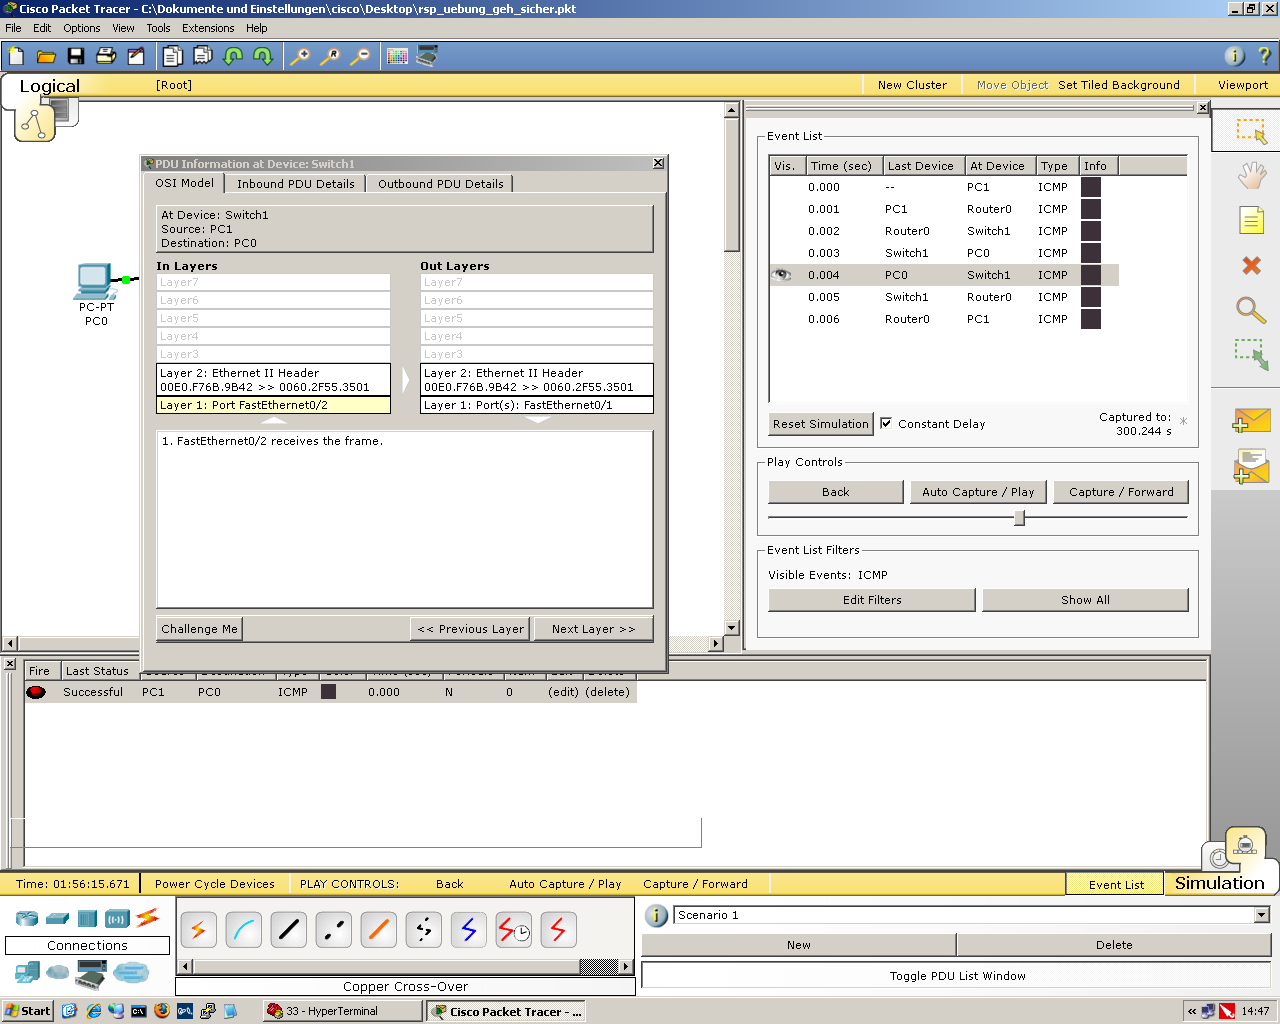 Cisco Packet Tracer - C:\Dokumente und Einstellungen\cisco\Desktop\rsp_uebung_geh_sicher.pkt
File Edit Options View Tools Extensions Help
Logical [Root] New Cluster Move Object Set Tiled Background Viewport
PC-PT
PC0
PDU Information at Device: Switch1
OSI Model Inbound PDU Details Outbound PDU Details
At Device: Switch1
Source: PC1
Destination: PC0
In Layers Out Layers
Layer7 Layer7
Layer6 Layer6
Layer5 Layer5
Layer4 Layer4
Layer3 Layer3
Layer 2: Ethernet II Header Layer 2: Ethernet II Header
00E0.F76B.9B42 >> 0060.2F55.3501 00E0.F76B.9B42 >> 0060.2F55.3501
Layer 1: Port FastEthernet0/2 Layer 1: Port(s): FastEthernet0/1
1. FastEthernet0/2 receives the frame.
Challenge Me << Previous Layer Next Layer >>
Event List
Vis. Time (sec) Last Device At Device Type Info
0.000 -- PC1 ICMP
0.001 PC1 Router0 ICMP
0.002 Router0 Switch1 ICMP
0.003 Switch1 PC0 ICMP
0.004 PC0 Switch1 ICMP
0.005 Switch1 Router0 ICMP
0.006 Router0 PC1 ICMP
Reset Simulation Constant Delay Captured to: *
300.244 s
Play Controls
Back Auto Capture / Play Capture / Forward
Event List Filters
Visible Events: ICMP
Edit Filters Show All
Fire Last Status
Successful PC1 PC0 ICMP 0.000 N 0 (edit) (delete)
Time: 01:56:15.671 Power Cycle Devices PLAY CONTROLS: Back Auto Capture / Play Capture / Forward Event List Simulation
Connections
Copper Cross-Over
Scenario 1
New Delete
Toggle PDU List Window
Start 33 - HyperTerminal Cisco Packet Tracer - ... « 14:47